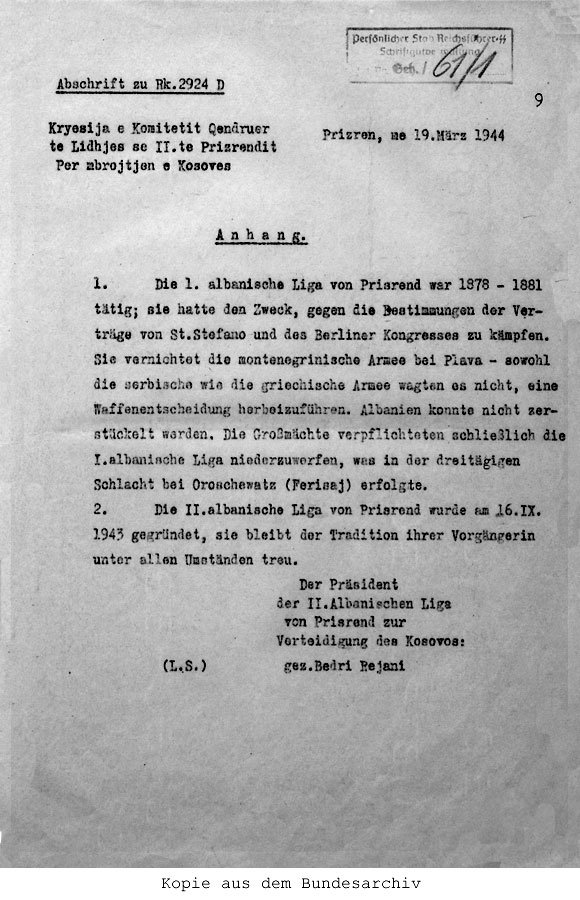 Persönlicher Stab Reichsführer-SS
Schriftgutverwaltung
Geh./ 61/1
Abschrift zu Rk.2924 D
9
Kryesija e Komitetit Qendruer
te Lidhjes se II.te Prizrendit
Per mbrojtjen e Kosoves
Prizren, me 19.März 1944
Anhang.
1. Die 1. albanische Liga von Prisrend war 1878 - 1881
tätig; sie hatte den Zweck, gegen die Bestimmungen der Ver-
träge von St.Stefano und des Berliner Kongresses zu kämpfen.
Sie vernichtet die montenegrinische Armee bei Plava - sowohl
die serbische wie die griechische Armee wagten es nicht, eine
Waffenentscheidung herbeizuführen. Albanien konnte nicht zer-
stückelt werden. Die Großmächte verpflichteten schließlich die
I.albanische Liga niederzuwerfen, was in der dreitägigen
Schlacht bei Oroschewatz (Ferisaj) erfolgte.
2. Die II.albanische Liga von Prisrend wurde am 16.IX.
1943 gegründet, sie bleibt der Tradition ihrer Vorgängerin
unter allen Umständen treu.
Der Präsident
der II.Albanischen Liga
von Prisrend zur
Verteidigung des Kosovos:
(L.S.) gez.Bedri Pejani
Kopie aus dem Bundesarchiv